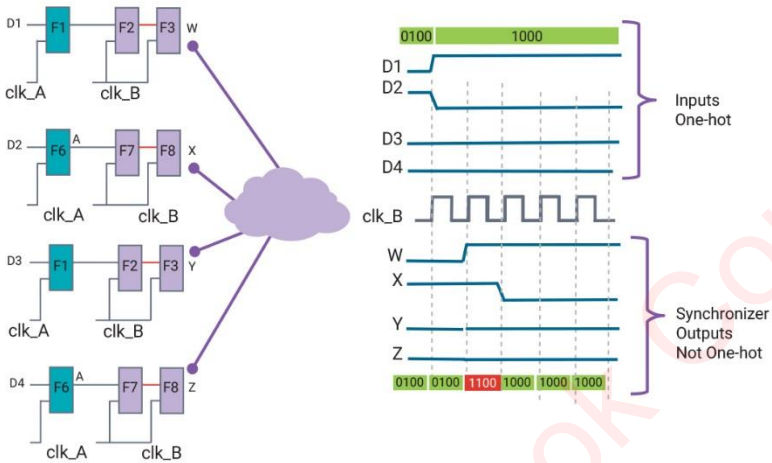 D1 F1 F2 F3 W
clk_A clk_B
D2 F6 A F7 F8 X
clk_A clk_B
D3 F1 F2 F3 Y
clk_A clk_B
D4 F6 A F7 F8 Z
clk_A clk_B
0100 1000
D1
D2
D3
D4
Inputs
One-hot
clk_B
W
X
Y
Z
Synchronizer
Outputs
Not One-hot
0100 0100 1100 1000 1000 1000